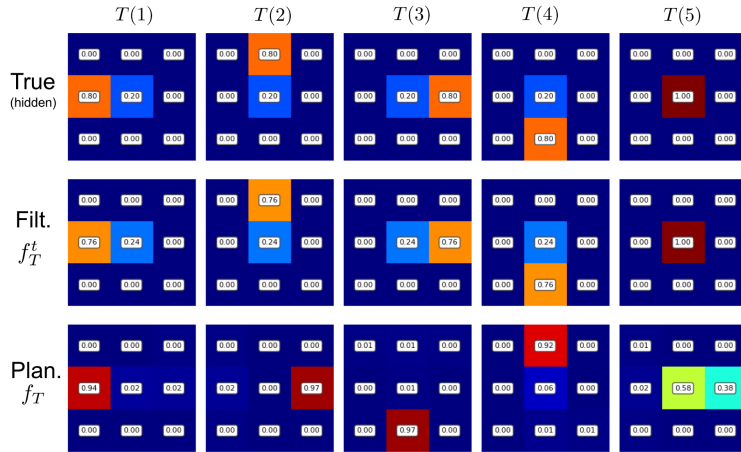 T(1) T(2) T(3) T(4) T(5)
True
(hidden)
0.00 0.00 0.00 0.00 0.80 0.00 0.00 0.00 0.00 0.00 0.00 0.00 0.00 0.00 0.00
0.80 0.20 0.00 0.00 0.20 0.00 0.00 0.20 0.80 0.00 0.20 0.00 0.00 1.00 0.00
0.00 0.00 0.00 0.00 0.00 0.00 0.00 0.00 0.00 0.00 0.80 0.00 0.00 0.00 0.00
Filt.
f_T^t
0.00 0.00 0.00 0.00 0.76 0.00 0.00 0.00 0.00 0.00 0.00 0.00 0.00 0.00 0.00
0.76 0.24 0.00 0.00 0.24 0.00 0.00 0.24 0.76 0.00 0.24 0.00 0.00 1.00 0.00
0.00 0.00 0.00 0.00 0.00 0.00 0.00 0.00 0.00 0.00 0.76 0.00 0.00 0.00 0.00
Plan.
f_T
0.00 0.00 0.00 0.00 0.00 0.00 0.01 0.01 0.00 0.00 0.92 0.00 0.01 0.00 0.00
0.94 0.02 0.02 0.02 0.00 0.97 0.00 0.01 0.00 0.00 0.06 0.00 0.02 0.58 0.38
0.00 0.00 0.00 0.00 0.00 0.00 0.00 0.97 0.00 0.00 0.01 0.01 0.00 0.00 0.00